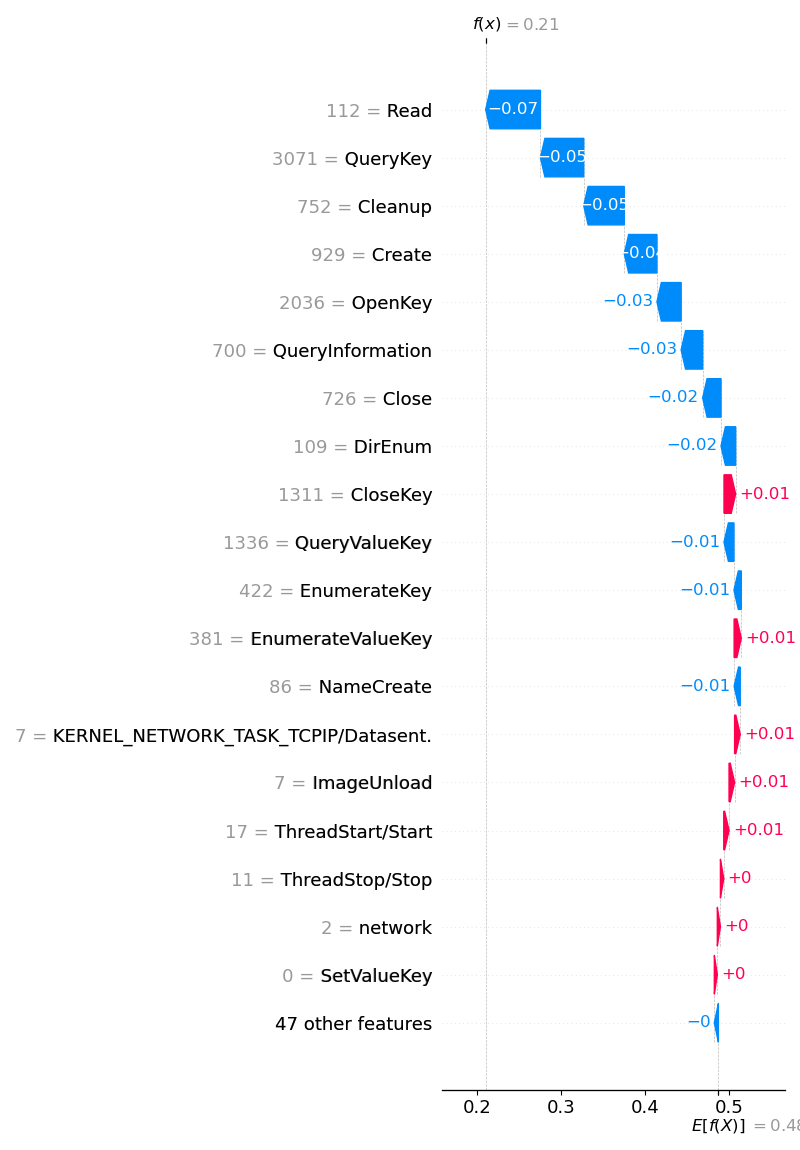 f(x) = 0.21
112 = Read −0.07
3071 = QueryKey −0.05
752 = Cleanup −0.05
929 = Create −0.04
2036 = OpenKey −0.03
700 = QueryInformation −0.03
726 = Close −0.02
109 = DirEnum −0.02
1311 = CloseKey +0.01
1336 = QueryValueKey −0.01
422 = EnumerateKey −0.01
381 = EnumerateValueKey +0.01
86 = NameCreate −0.01
7 = KERNEL_NETWORK_TASK_TCPIP/Datasent. +0.01
7 = ImageUnload +0.01
17 = ThreadStart/Start +0.01
11 = ThreadStop/Stop +0
2 = network +0
0 = SetValueKey +0
47 other features −0
0.2 0.3 0.4 0.5
E[f(X)] = 0.48